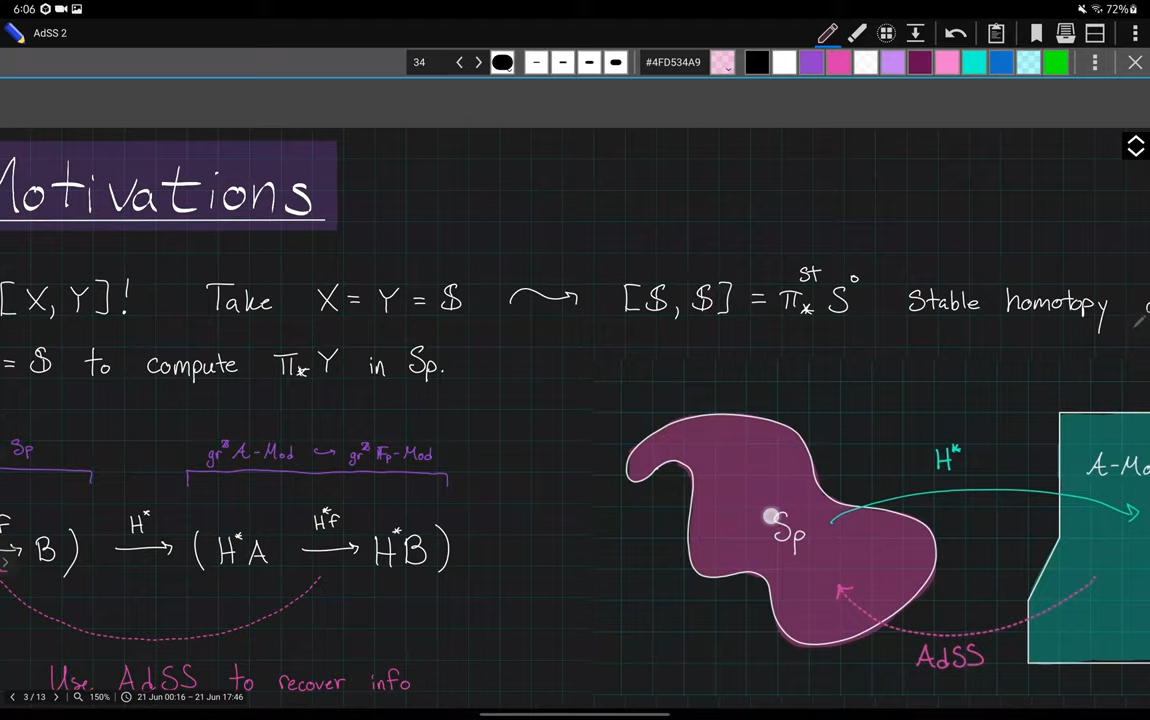 6:06
72%
AdSS 2
34
#4FD534A9
Motivations
[X, Y]! Take X = Y = $ ⤳ [$, $] = π_*^st S^0 Stable homotopy
= $ to compute π_* Y in Sp.
Sp
gr^Z A-Mod ↪ gr^Z F_p-Mod
f → B) H^* → (H^*A H^*f → H^*B)
Use AdSS to recover info
H^*
A-Mo
Sp
AdSS
3 / 13
150%
21 Jun 00:16 – 21 Jun 17:46